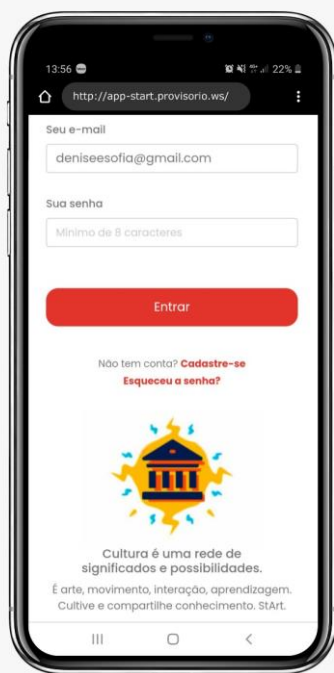 13:56 22%
http://app-start.provisorio.ws/
Seu e-mail
deniseesofia@gmail.com
Sua senha
Mínimo de 8 caracteres
Entrar
Não tem conta? Cadastre-se
Esqueceu a senha?
Cultura é uma rede de
significados e possibilidades.
É arte, movimento, interação, aprendizagem.
Cultive e compartilhe conhecimento. StArt.